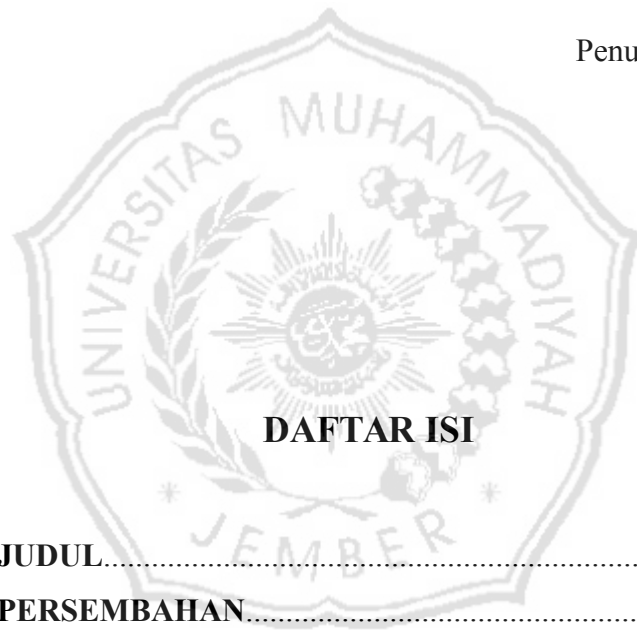 Penu
UNIVERSITAS MUHAMMADIYAH
DAFTAR ISI
JEMBER
JUDUL..........................................................................
PERSEMBAHAN..........................................................